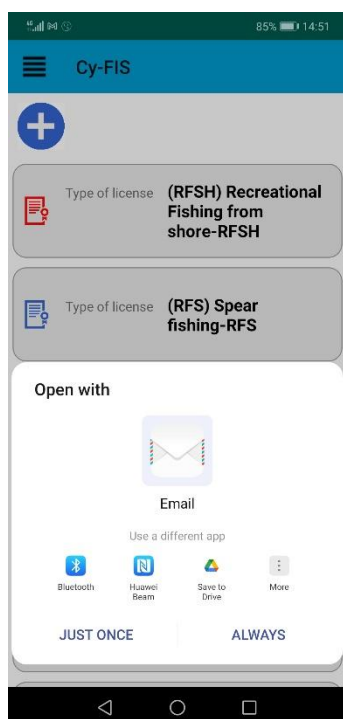 85% 14:51
Cy-FIS
Type of license (RFSH) Recreational
Fishing from
shore-RFSH
Type of license (RFS) Spear
fishing-RFS
Open with
Email
Use a different app
Bluetooth Huawei Beam Save to Drive More
JUST ONCE ALWAYS